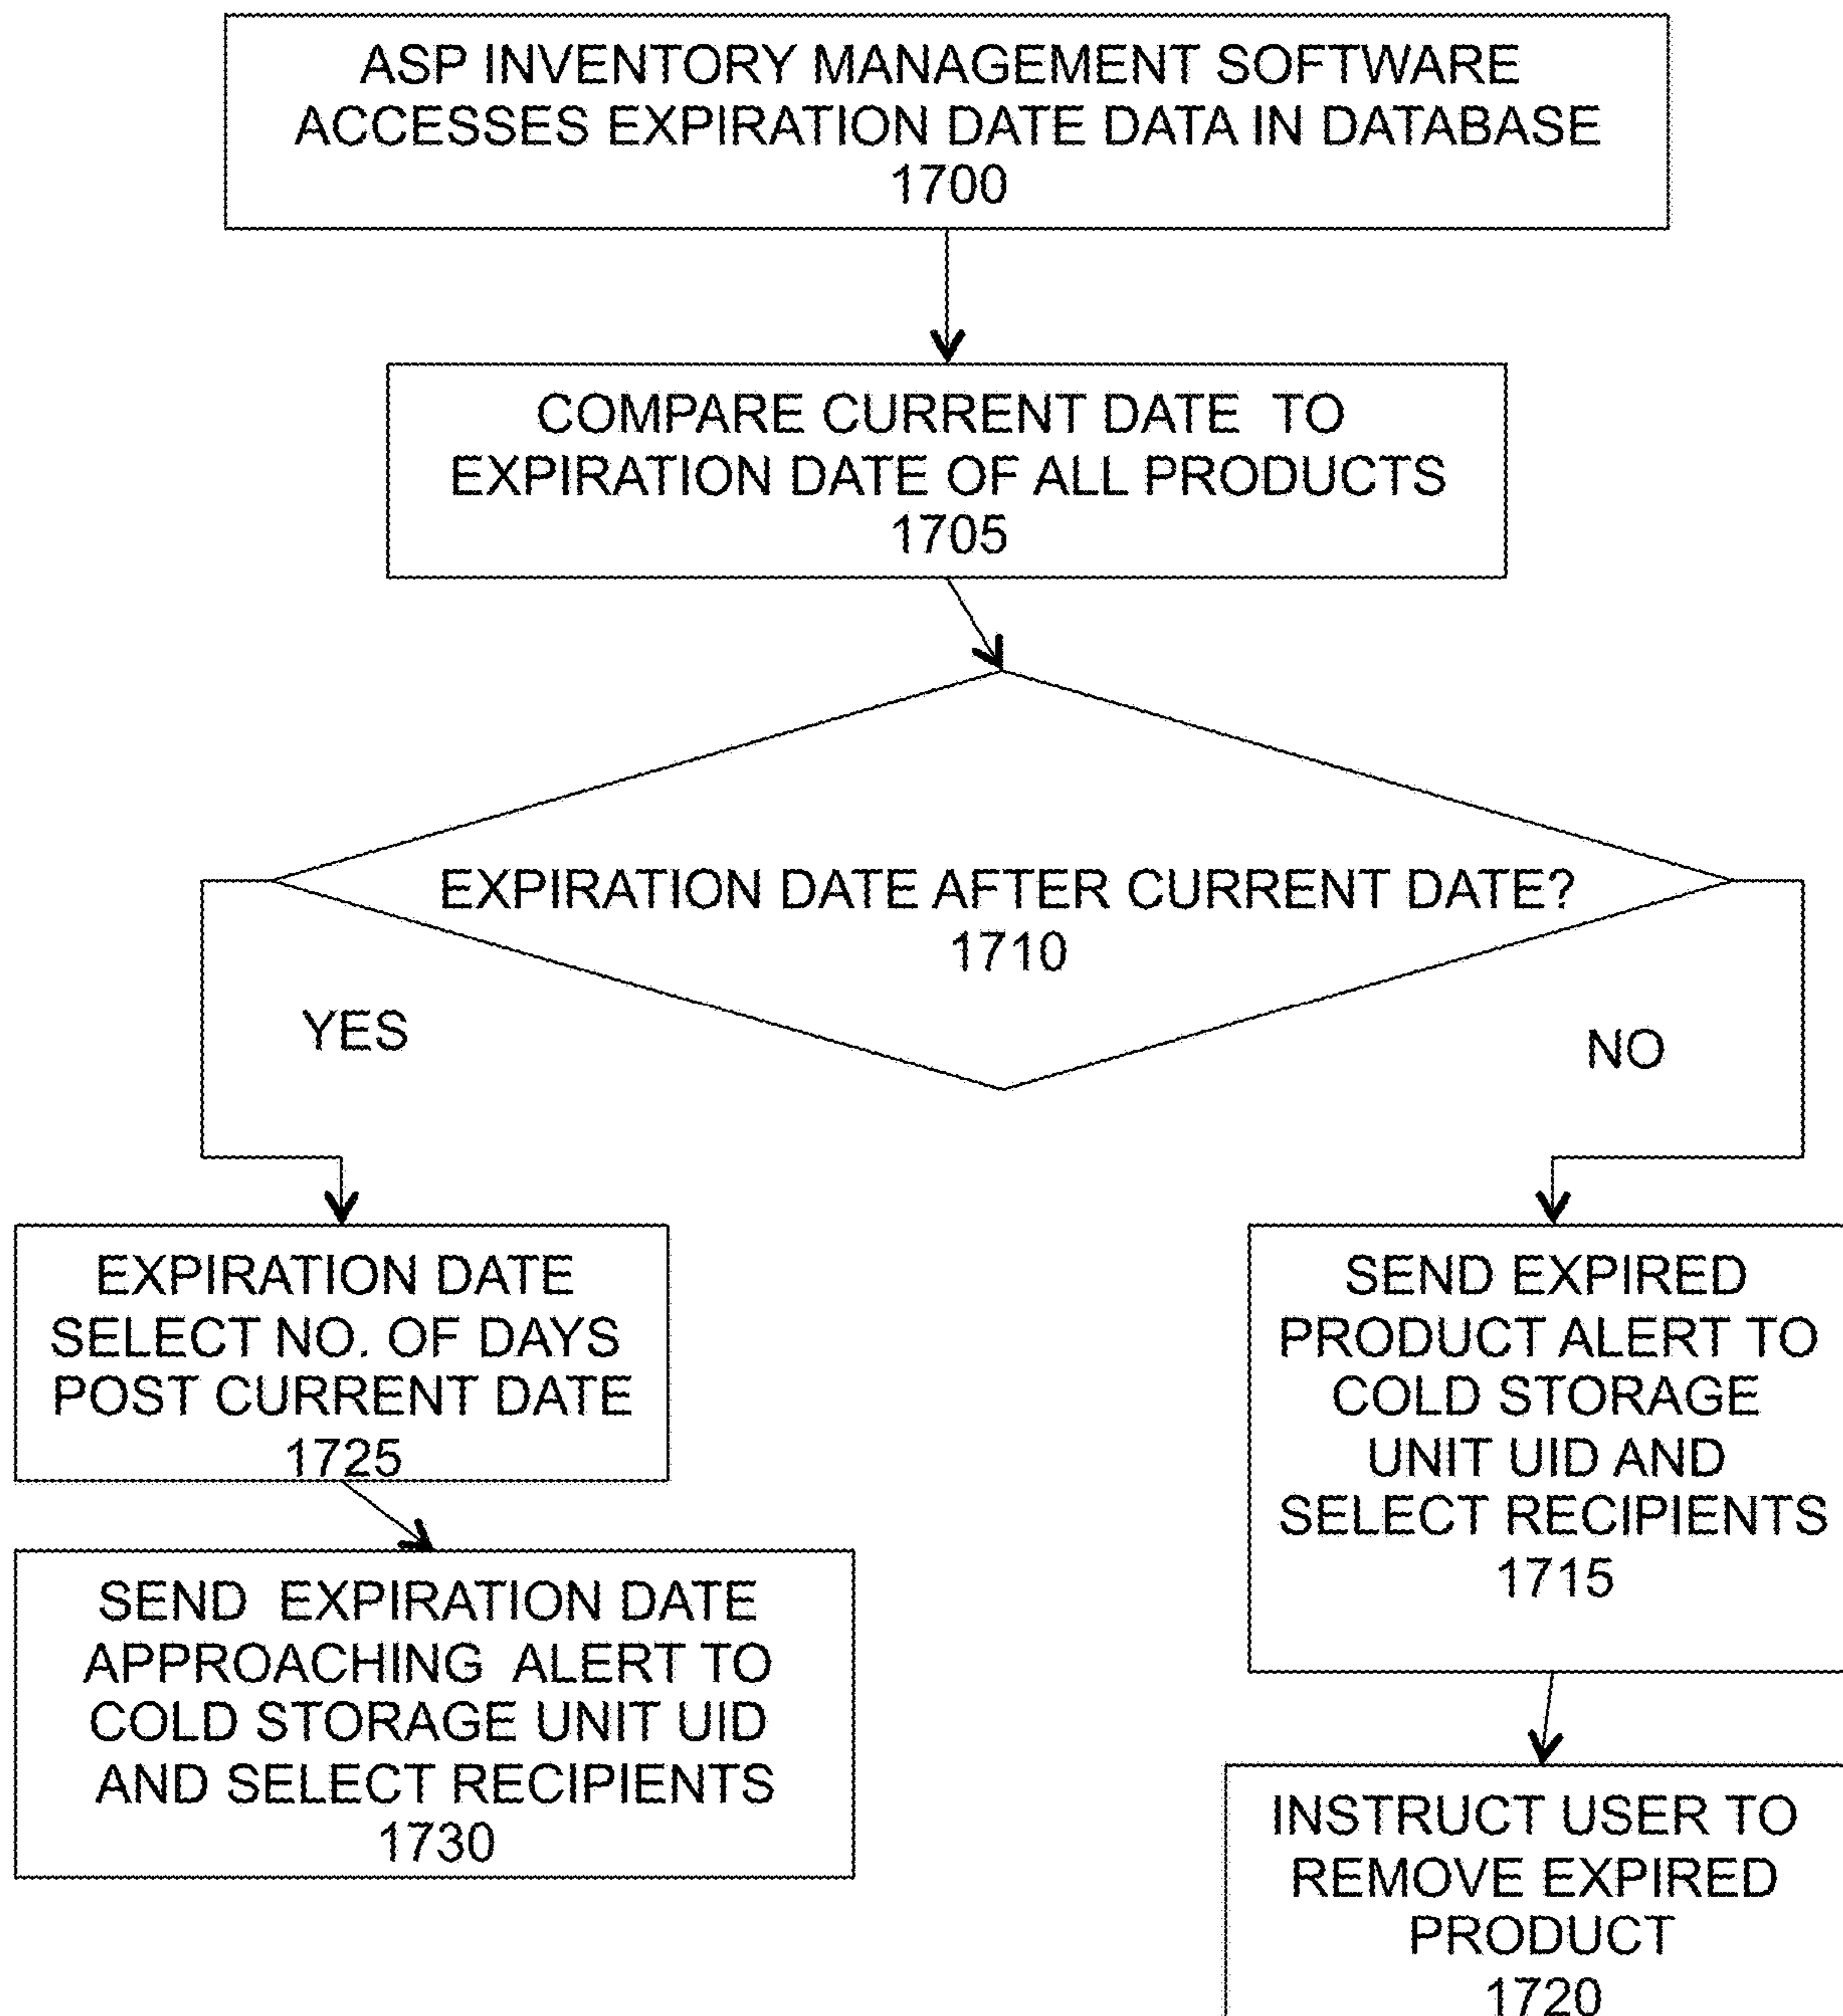 ASP INVENTORY MANAGEMENT SOFTWARE
ACCESSES EXPIRATION DATE DATA IN DATABASE
1700
COMPARE CURRENT DATE TO
EXPIRATION DATE OF ALL PRODUCTS
1705
EXPIRATION DATE AFTER CURRENT DATE?
1710
YES
NO
EXPIRATION DATE
SELECT NO. OF DAYS
POST CURRENT DATE
1725
SEND EXPIRATION DATE
APPROACHING ALERT TO
COLD STORAGE UNIT UID
AND SELECT RECIPIENTS
1730
SEND EXPIRED
PRODUCT ALERT TO
COLD STORAGE
UNIT UID AND
SELECT RECIPIENTS
1715
INSTRUCT USER TO
REMOVE EXPIRED
PRODUCT
1720